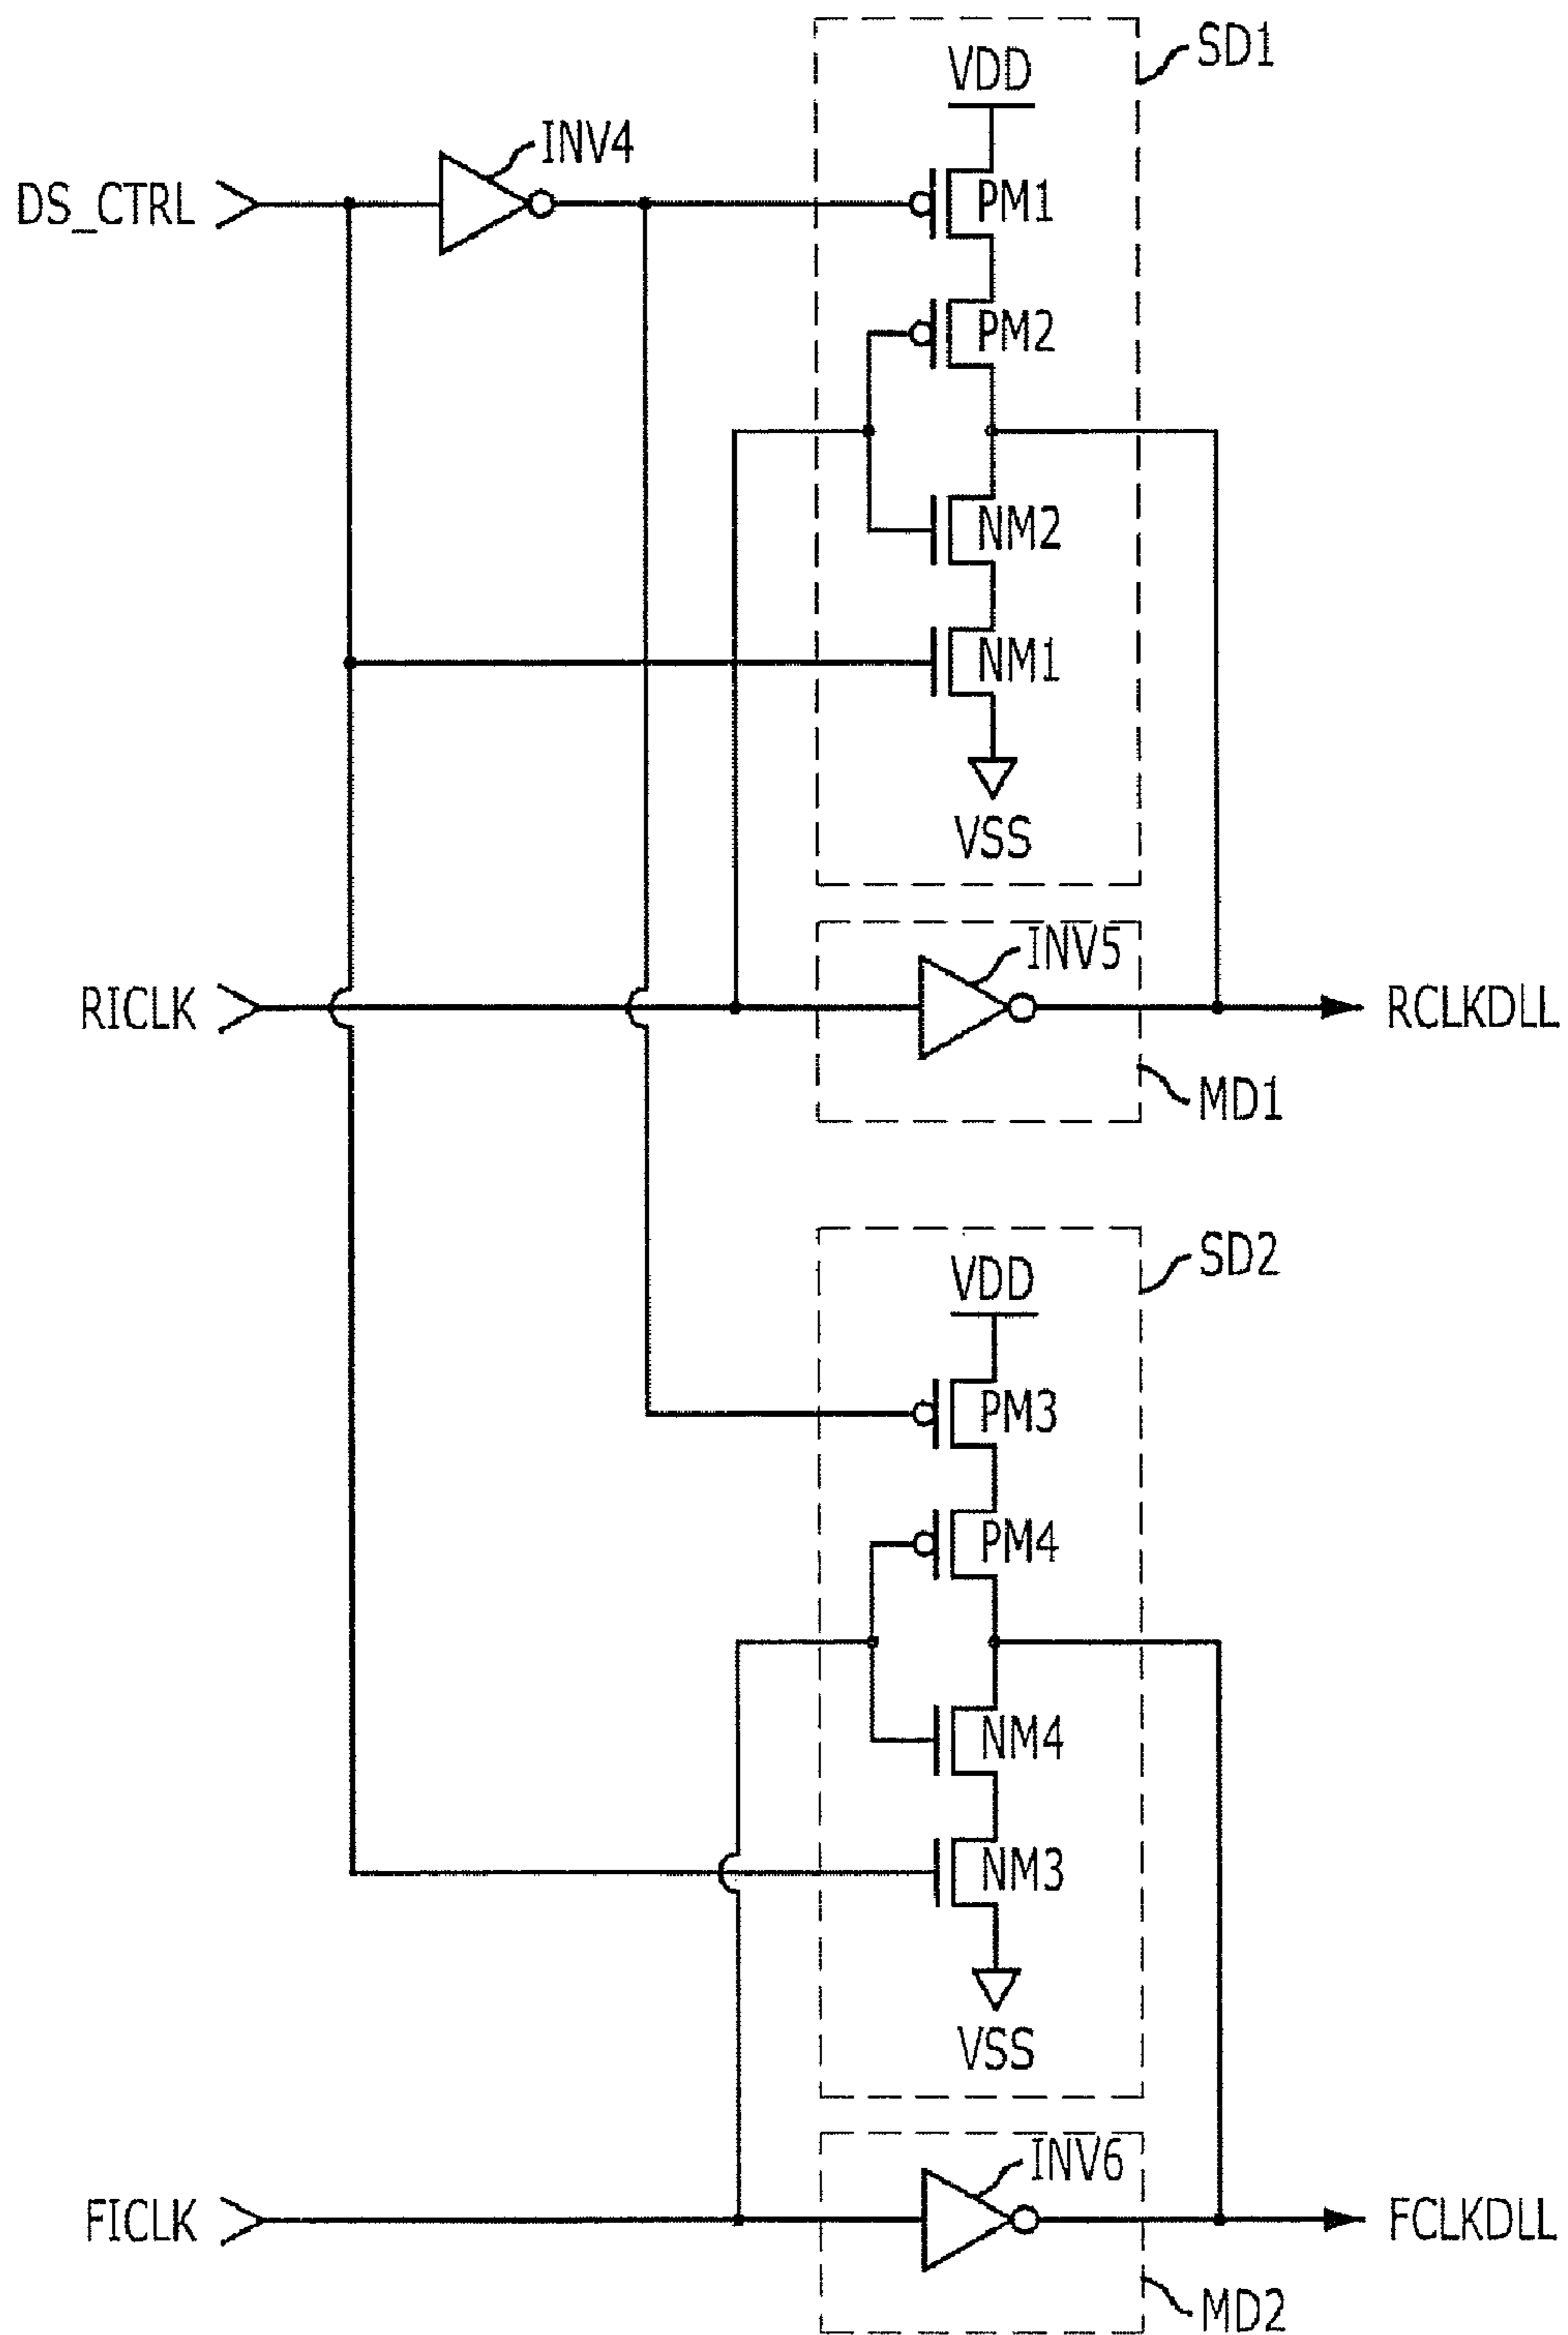 SD1
VDD
INV4
DS_CTRL
PM1
PM2
NM2
NM1
VSS
INV5
RICLK
RCLKDLL
MD1
SD2
VDD
PM3
PM4
NM4
NM3
VSS
INV6
FICLK
FCLKDLL
MD2